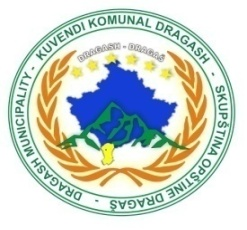 DRAGASH MUNICIPALITY - KUVENDI KOMUNAL DRAGASH - SKUPŠTINA OPŠTINE DRAGAŠ -
DRAGASH - DRAGAŠ